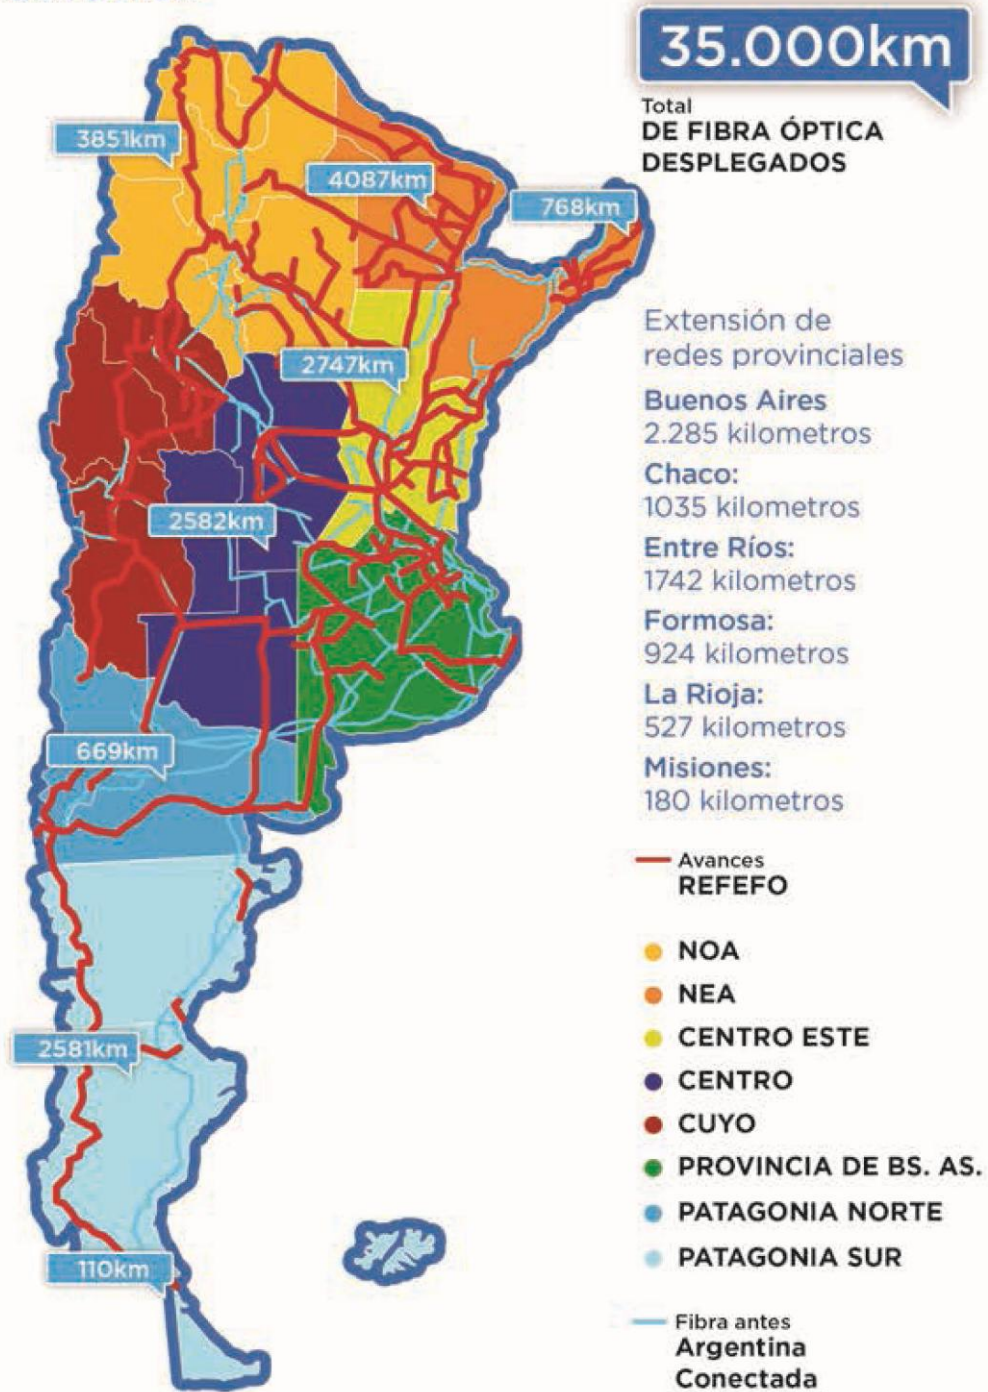 35.000km
Total
DE FIBRA ÓPTICA
DESPLEGADOS
3851km
4087km
768km
2747km
2582km
669km
2581km
110km
Extensión de
redes provinciales
Buenos Aires
2.285 kilometros
Chaco:
1035 kilometros
Entre Ríos:
1742 kilometros
Formosa:
924 kilometros
La Rioja:
527 kilometros
Misiones:
180 kilometros
Avances
REFEFO
NOA
NEA
CENTRO ESTE
CENTRO
CUYO
PROVINCIA DE BS. AS.
PATAGONIA NORTE
PATAGONIA SUR
Fibra antes
Argentina
Conectada